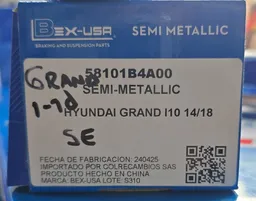 BEX-USA
BRAKING AND SUSPENSION PARTS
SEMI METALLIC
58101B4A00
SEMI-METALLIC
HYUNDAI GRAND I10 14/18
GRAND
1-10
SE
FECHA DE FABRICACION: 240425
IMPORTADO POR COLRECAMBIOS SAS
PRODUCTO HECHO EN CHINA
MARCA: BEX-USA LOTE: S310